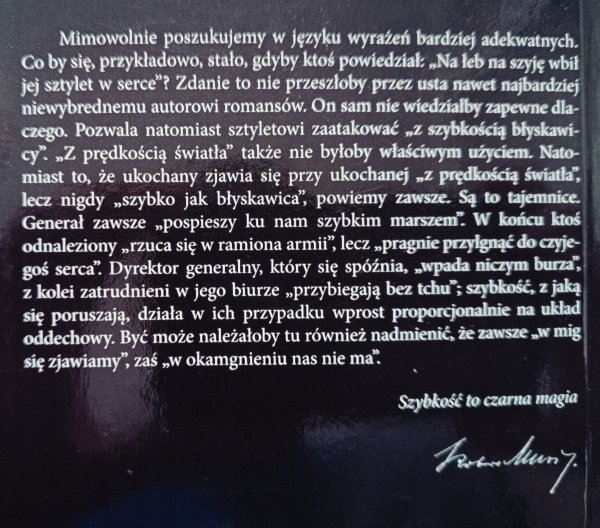 Mimowolnie poszukujemy w języku wyrażeń bardziej adekwatnych.
Co by się, przykładowo, stało, gdyby ktoś powiedział: „Na łeb na szyję wbił
jej sztylet w serce”? Zdanie to nie przeszłoby przez usta nawet najbardziej
niewybrednemu autorowi romansów. On sam nie wiedziałby zapewne dla-
czego. Pozwala natomiast sztyletowi zaatakować „z szybkością błyskawi-
cy”. „Z prędkością światła” także nie byłoby właściwym użyciem. Nato-
miast to, że ukochany zjawia się przy ukochanej „z prędkością światła”,
lecz nigdy „szybko jak błyskawica”, powiemy zawsze. Są to tajemnice.
Generał zawsze „pospieszy ku nam szybkim marszem”. W końcu ktoś
odnaleziony „rzuca się w ramiona armii”, lecz „pragnie przylgnąć do czyje-
goś serca”. Dyrektor generalny, który się spóźnia, „wpada niczym burza”,
z kolei zatrudnieni w jego biurze „przybiegają bez tchu”; szybkość, z jaką
się poruszają, działa w ich przypadku wprost proporcjonalnie na układ
oddechowy. Być może należałoby tu również nadmienić, że zawsze „w mig
się zjawiamy”, zaś „w okamgnieniu nas nie ma”.
Szybkość to czarna magia